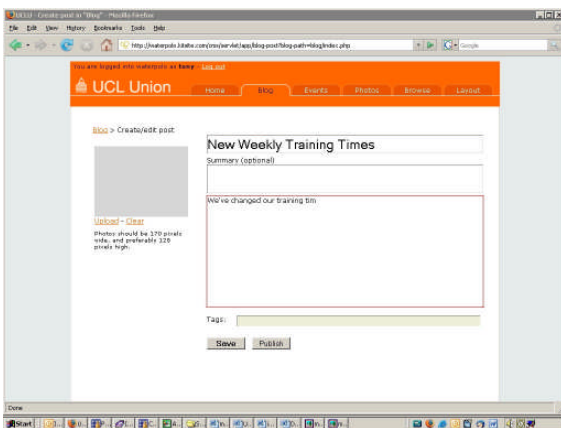 UCLU - Create post in "Blog" - Mozilla Firefox
File Edit View History Bookmarks Tools Help
Google
You are logged into waterpolo as
Log out
UCL Union
Home Blog Events Photos Browse Layout
Blog > Create/edit post
New Weekly Training Times
Summary (optional)
We've changed our training tim
Upload - Clear
Photos should be 170 pixels
wide, and preferably 128
pixels high.
Tags:
Save Publish
Done
Start